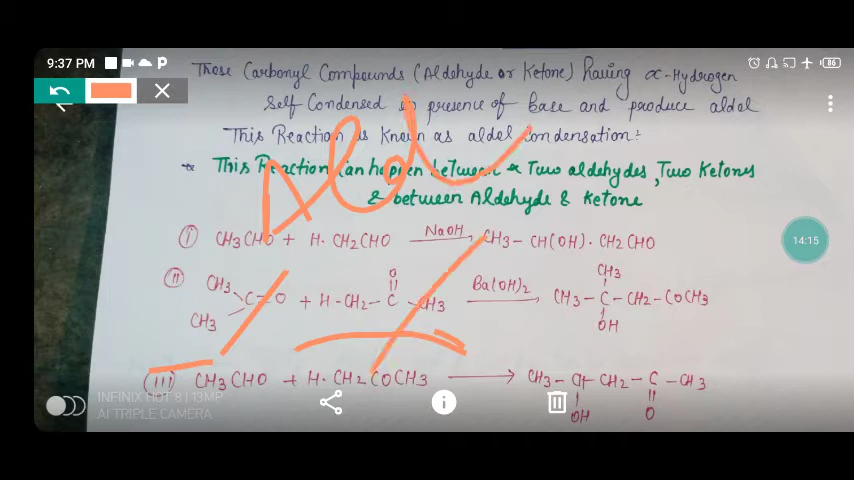 9:37 PM
86
Those Carbonyl Compounds (Aldehyde or Ketone) Having α-Hydrogen
Self Condensed in presence of base and produce aldol
This Reaction is Known as aldol condensation:
This Reaction Can happen between Two aldehydes, Two Ketones
& between Aldehyde & Ketone
Aldol
(I) CH3CHO + H·CH2CHO NaOH → CH3-CH(OH)·CH2CHO
14:15
(II) CH3 CH3 C=O + H-CH2-C(=O)-CH3 Ba(OH)2 → CH3-C(CH3)(OH)-CH2-COCH3
(III) CH3CHO + H·CH2COCH3 → CH3-CH(OH)-CH2-C(=O)-CH3
INFINIX HOT 8 | 13MP
AI TRIPLE CAMERA